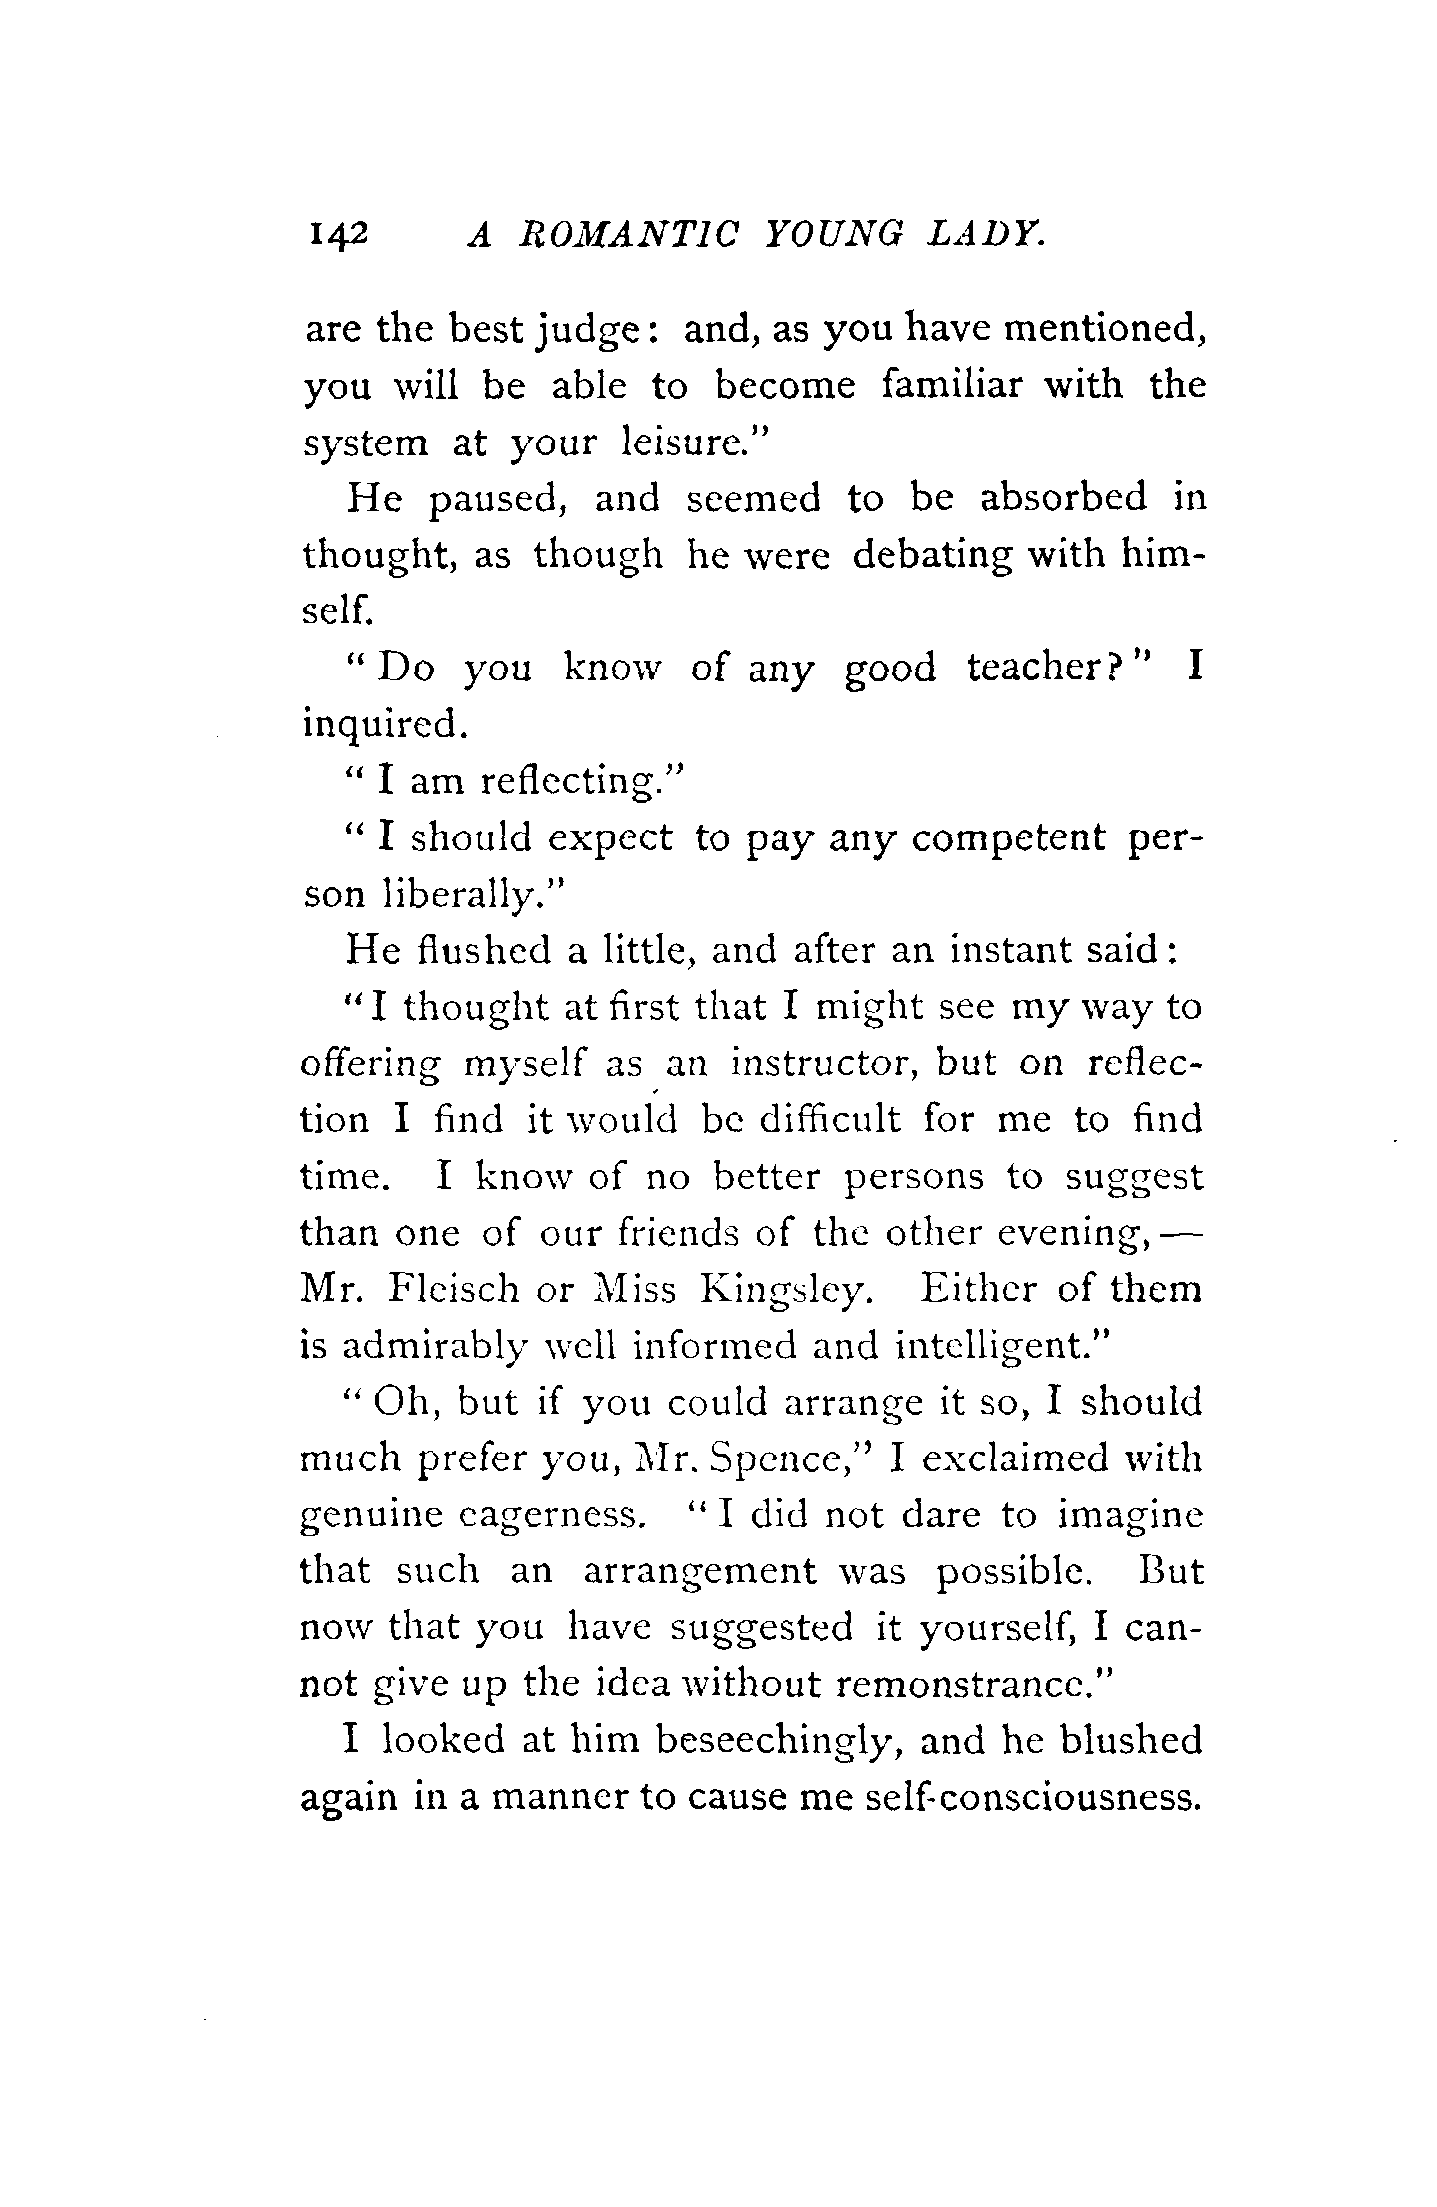 142 A ROMANTIC YOUNG LADY.
are the best judge: and, as you have mentioned,
you will be able to become familiar with the
system at your leisure."
He paused, and seemed to be absorbed in
thought, as though he were debating with him-
self.
"Do you know of any good teacher?" I
inquired.
"I am reflecting."
"I should expect to pay any competent per-
son liberally."
He flushed a little, and after an instant said:
"I thought at first that I might see my way to
offering myself as an instructor, but on reflec-
tion I find it would be difficult for me to find
time. I know of no better persons to suggest
than one of our friends of the other evening,—
Mr. Fleisch or Miss Kingsley. Either of them
is admirably well informed and intelligent."
"Oh, but if you could arrange it so, I should
much prefer you, Mr. Spence," I exclaimed with
genuine eagerness. "I did not dare to imagine
that such an arrangement was possible. But
now that you have suggested it yourself, I can-
not give up the idea without remonstrance."
I looked at him beseechingly, and he blushed
again in a manner to cause me self-consciousness.